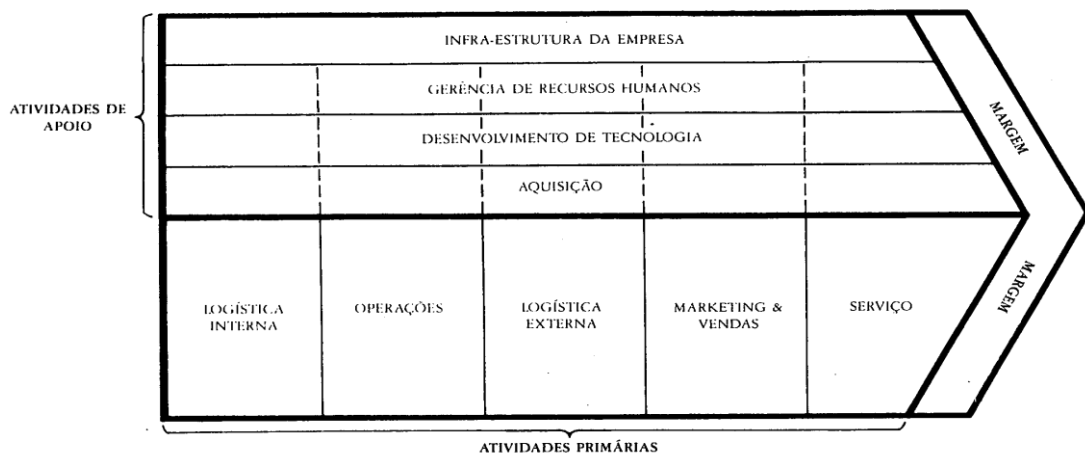 INFRA-ESTRUTURA DA EMPRESA
GERÊNCIA DE RECURSOS HUMANOS
ATIVIDADES DE
APOIO
DESENVOLVIMENTO DE TECNOLOGIA
AQUISIÇÃO
MARGEM
LOGÍSTICA
INTERNA
OPERAÇÕES
LOGÍSTICA
EXTERNA
MARKETING &
VENDAS
SERVIÇO
MARGEM
ATIVIDADES PRIMÁRIAS